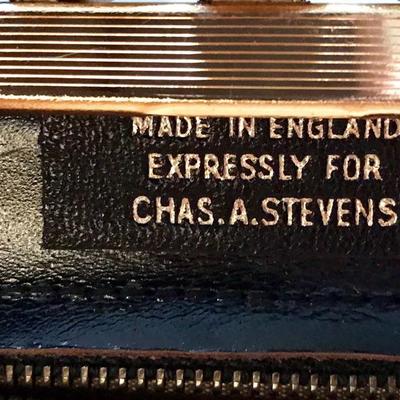 MADE IN ENGLAND
EXPRESSLY FOR
CHAS.A.STEVENS